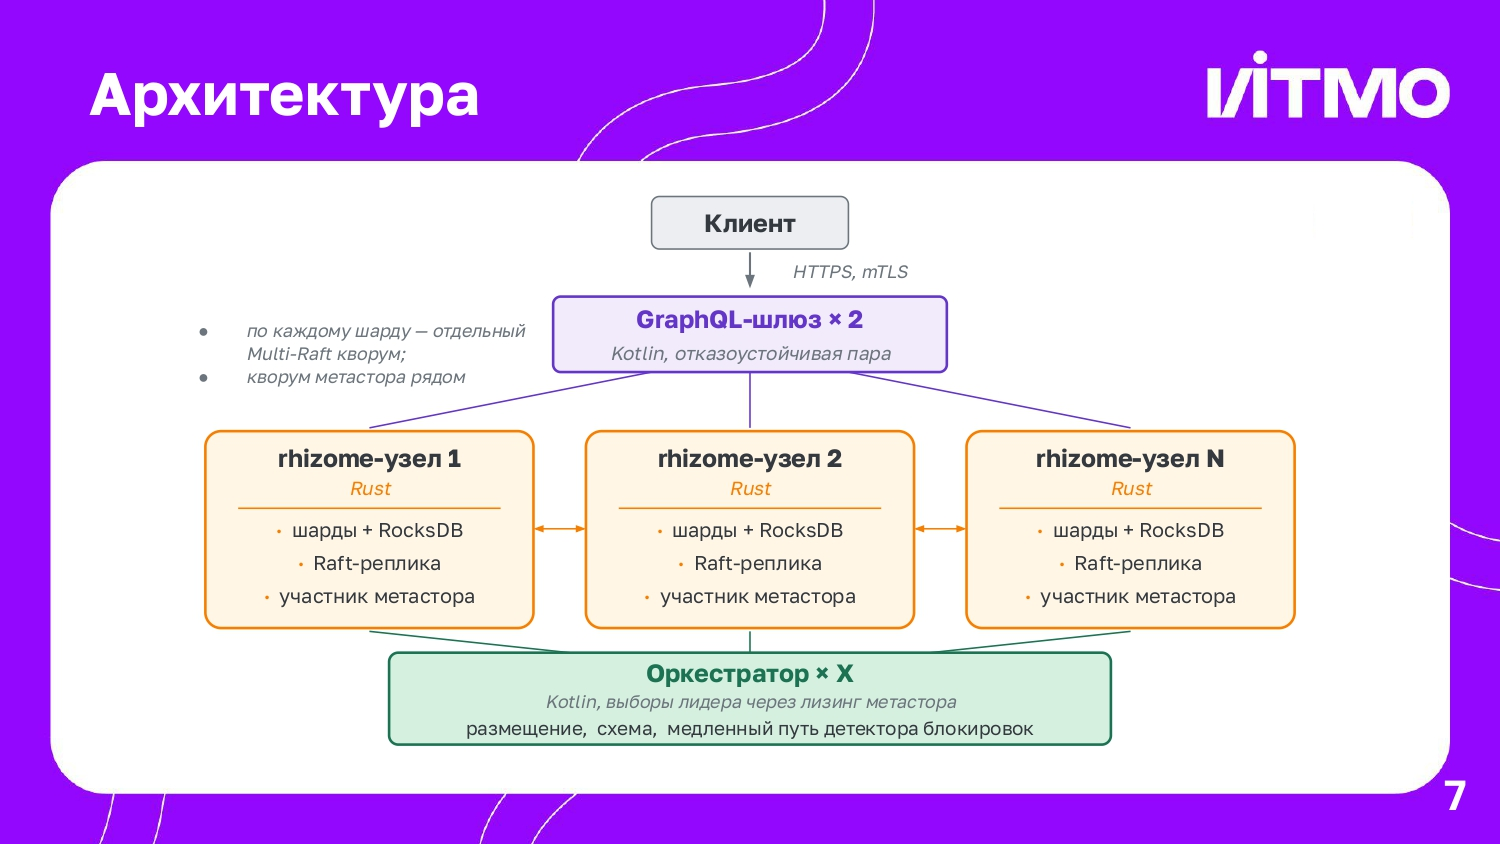 Архитектура
ИTMO
Клиент
HTTPS, mTLS
GraphQL-шлюз × 2
Kotlin, отказоустойчивая пара
● по каждому шарду — отдельный
Multi-Raft кворум;
● кворум метастора рядом
rhizome-узел 1
Rust
· шарды + RocksDB
· Raft-реплика
· участник метастора
rhizome-узел 2
Rust
· шарды + RocksDB
· Raft-реплика
· участник метастора
rhizome-узел N
Rust
· шарды + RocksDB
· Raft-реплика
· участник метастора
Оркестратор × X
Kotlin, выборы лидера через лизинг метастора
размещение, схема, медленный путь детектора блокировок
7